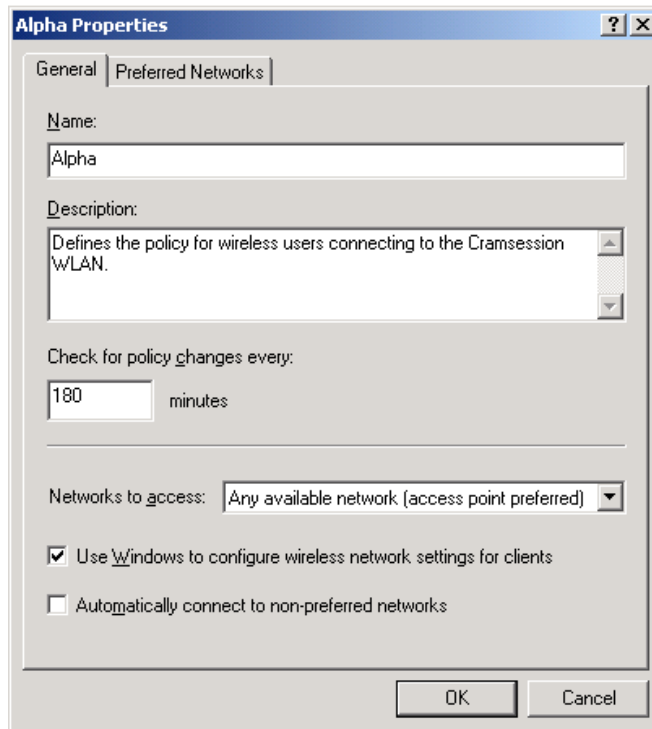 Alpha Properties
General
Preferred Networks
Name:
Alpha
Description:
Defines the policy for wireless users connecting to the Cramsession
WLAN.
Check for policy changes every:
180 minutes
Networks to access: Any available network (access point preferred)
Use Windows to configure wireless network settings for clients
Automatically connect to non-preferred networks
OK
Cancel